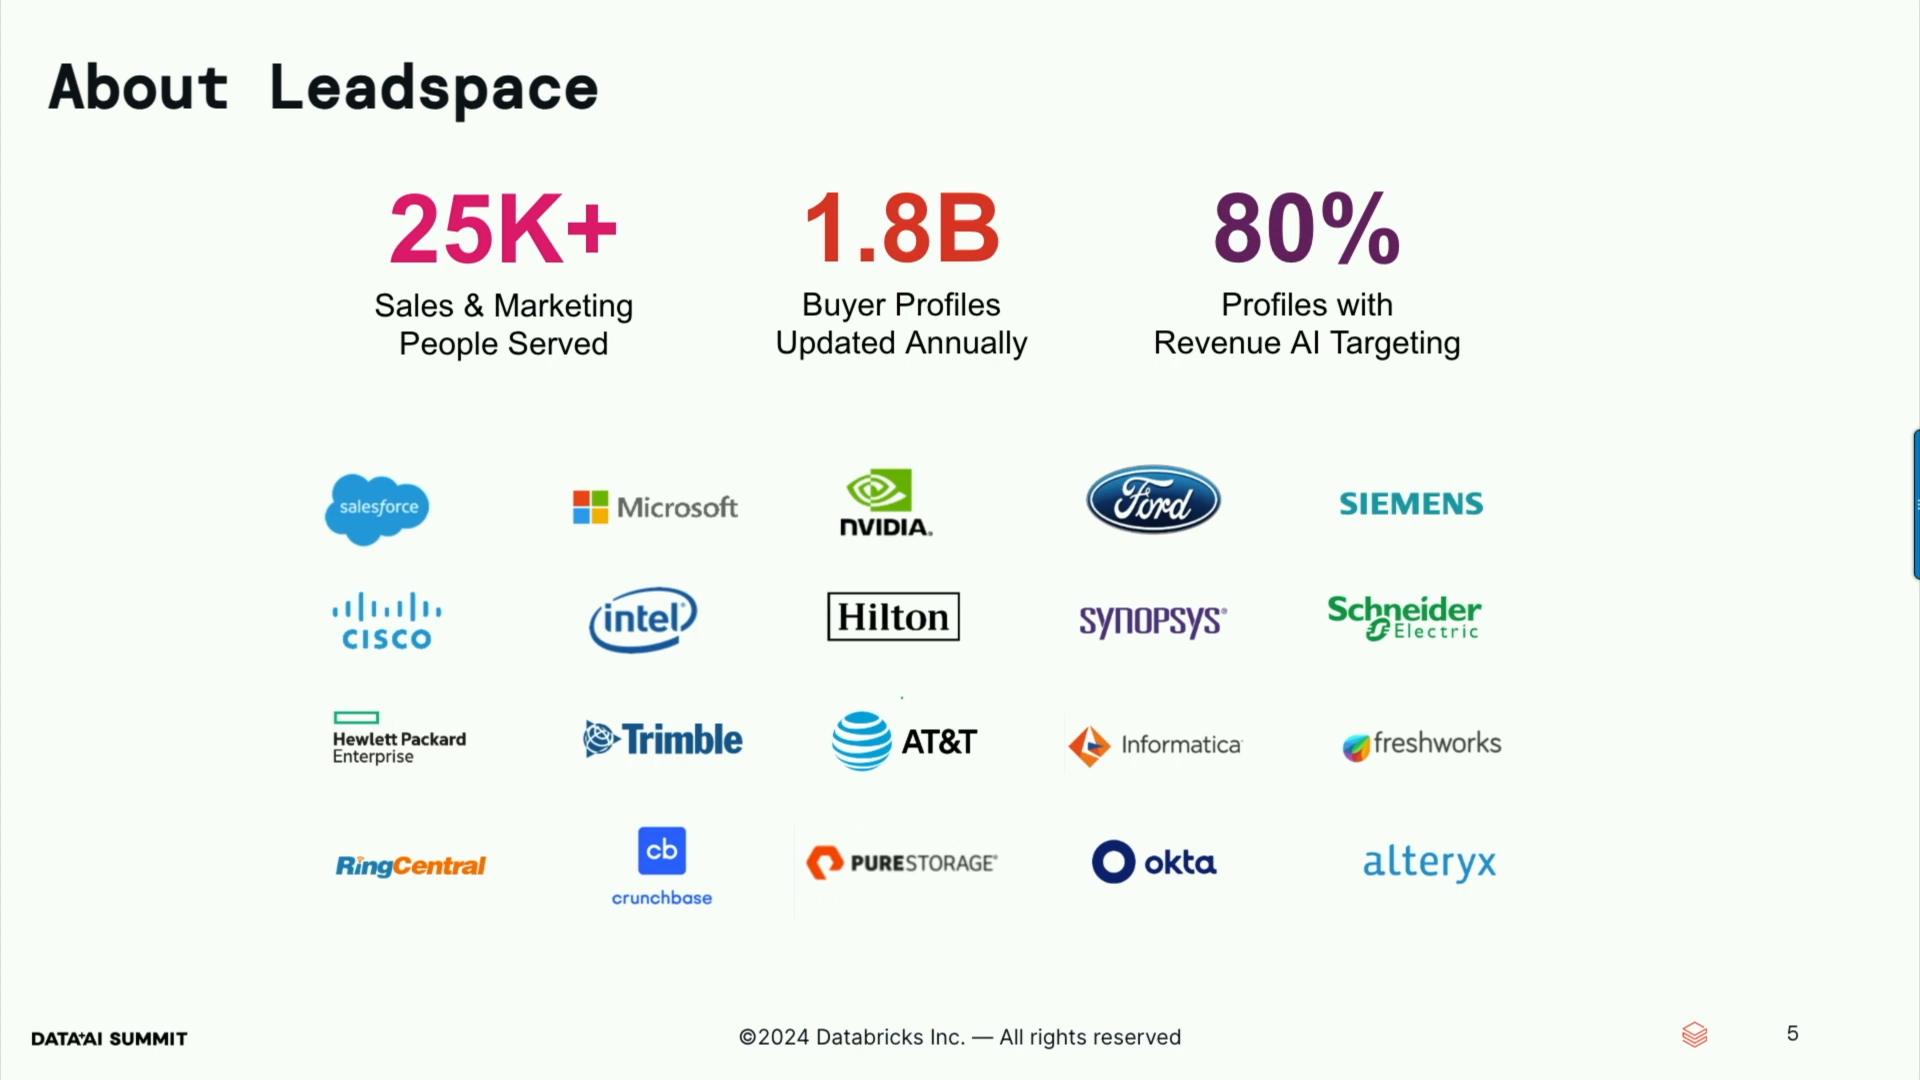 About Leadspace
25K+
Sales & Marketing
People Served
1.8B
Buyer Profiles
Updated Annually
80%
Profiles with
Revenue AI Targeting
salesforce
Microsoft
NVIDIA.
Ford
SIEMENS
CISCO
intel®
Hilton
SYNOPSYS®
Schneider
Electric
Hewlett Packard
Enterprise
Trimble
AT&T
Informatica
freshworks
RingCentral
cb
crunchbase
PURESTORAGE®
okta
alteryx
DATA+AI SUMMIT
©2024 Databricks Inc. — All rights reserved
5